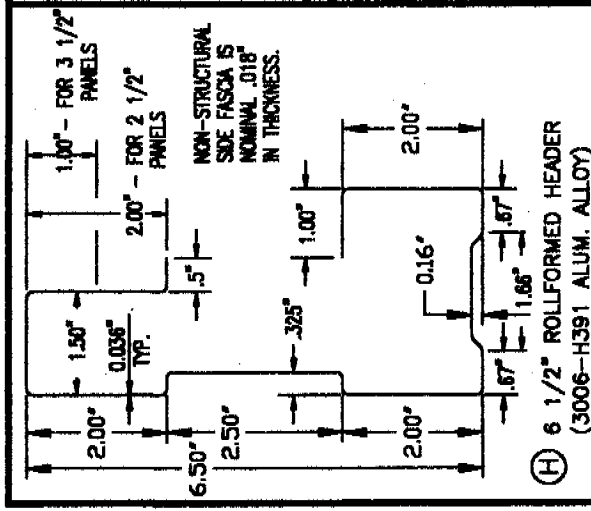 1.00" - FOR 3 1/2"
PANELS
2.00" - FOR 2 1/2"
PANELS
NON-STRUCTURAL
SIDE FASCIA IS
NOMINAL .018"
IN THICKNESS.
1.50"
0.036"
TYP.
.5"
2.00"
2.50"
6.50"
2.00"
.325"
1.00"
2.00"
0.16"
.67"
1.66"
.67"
H 6 1/2" ROLLFORMED HEADER
(3006-H391 ALUM. ALLOY)